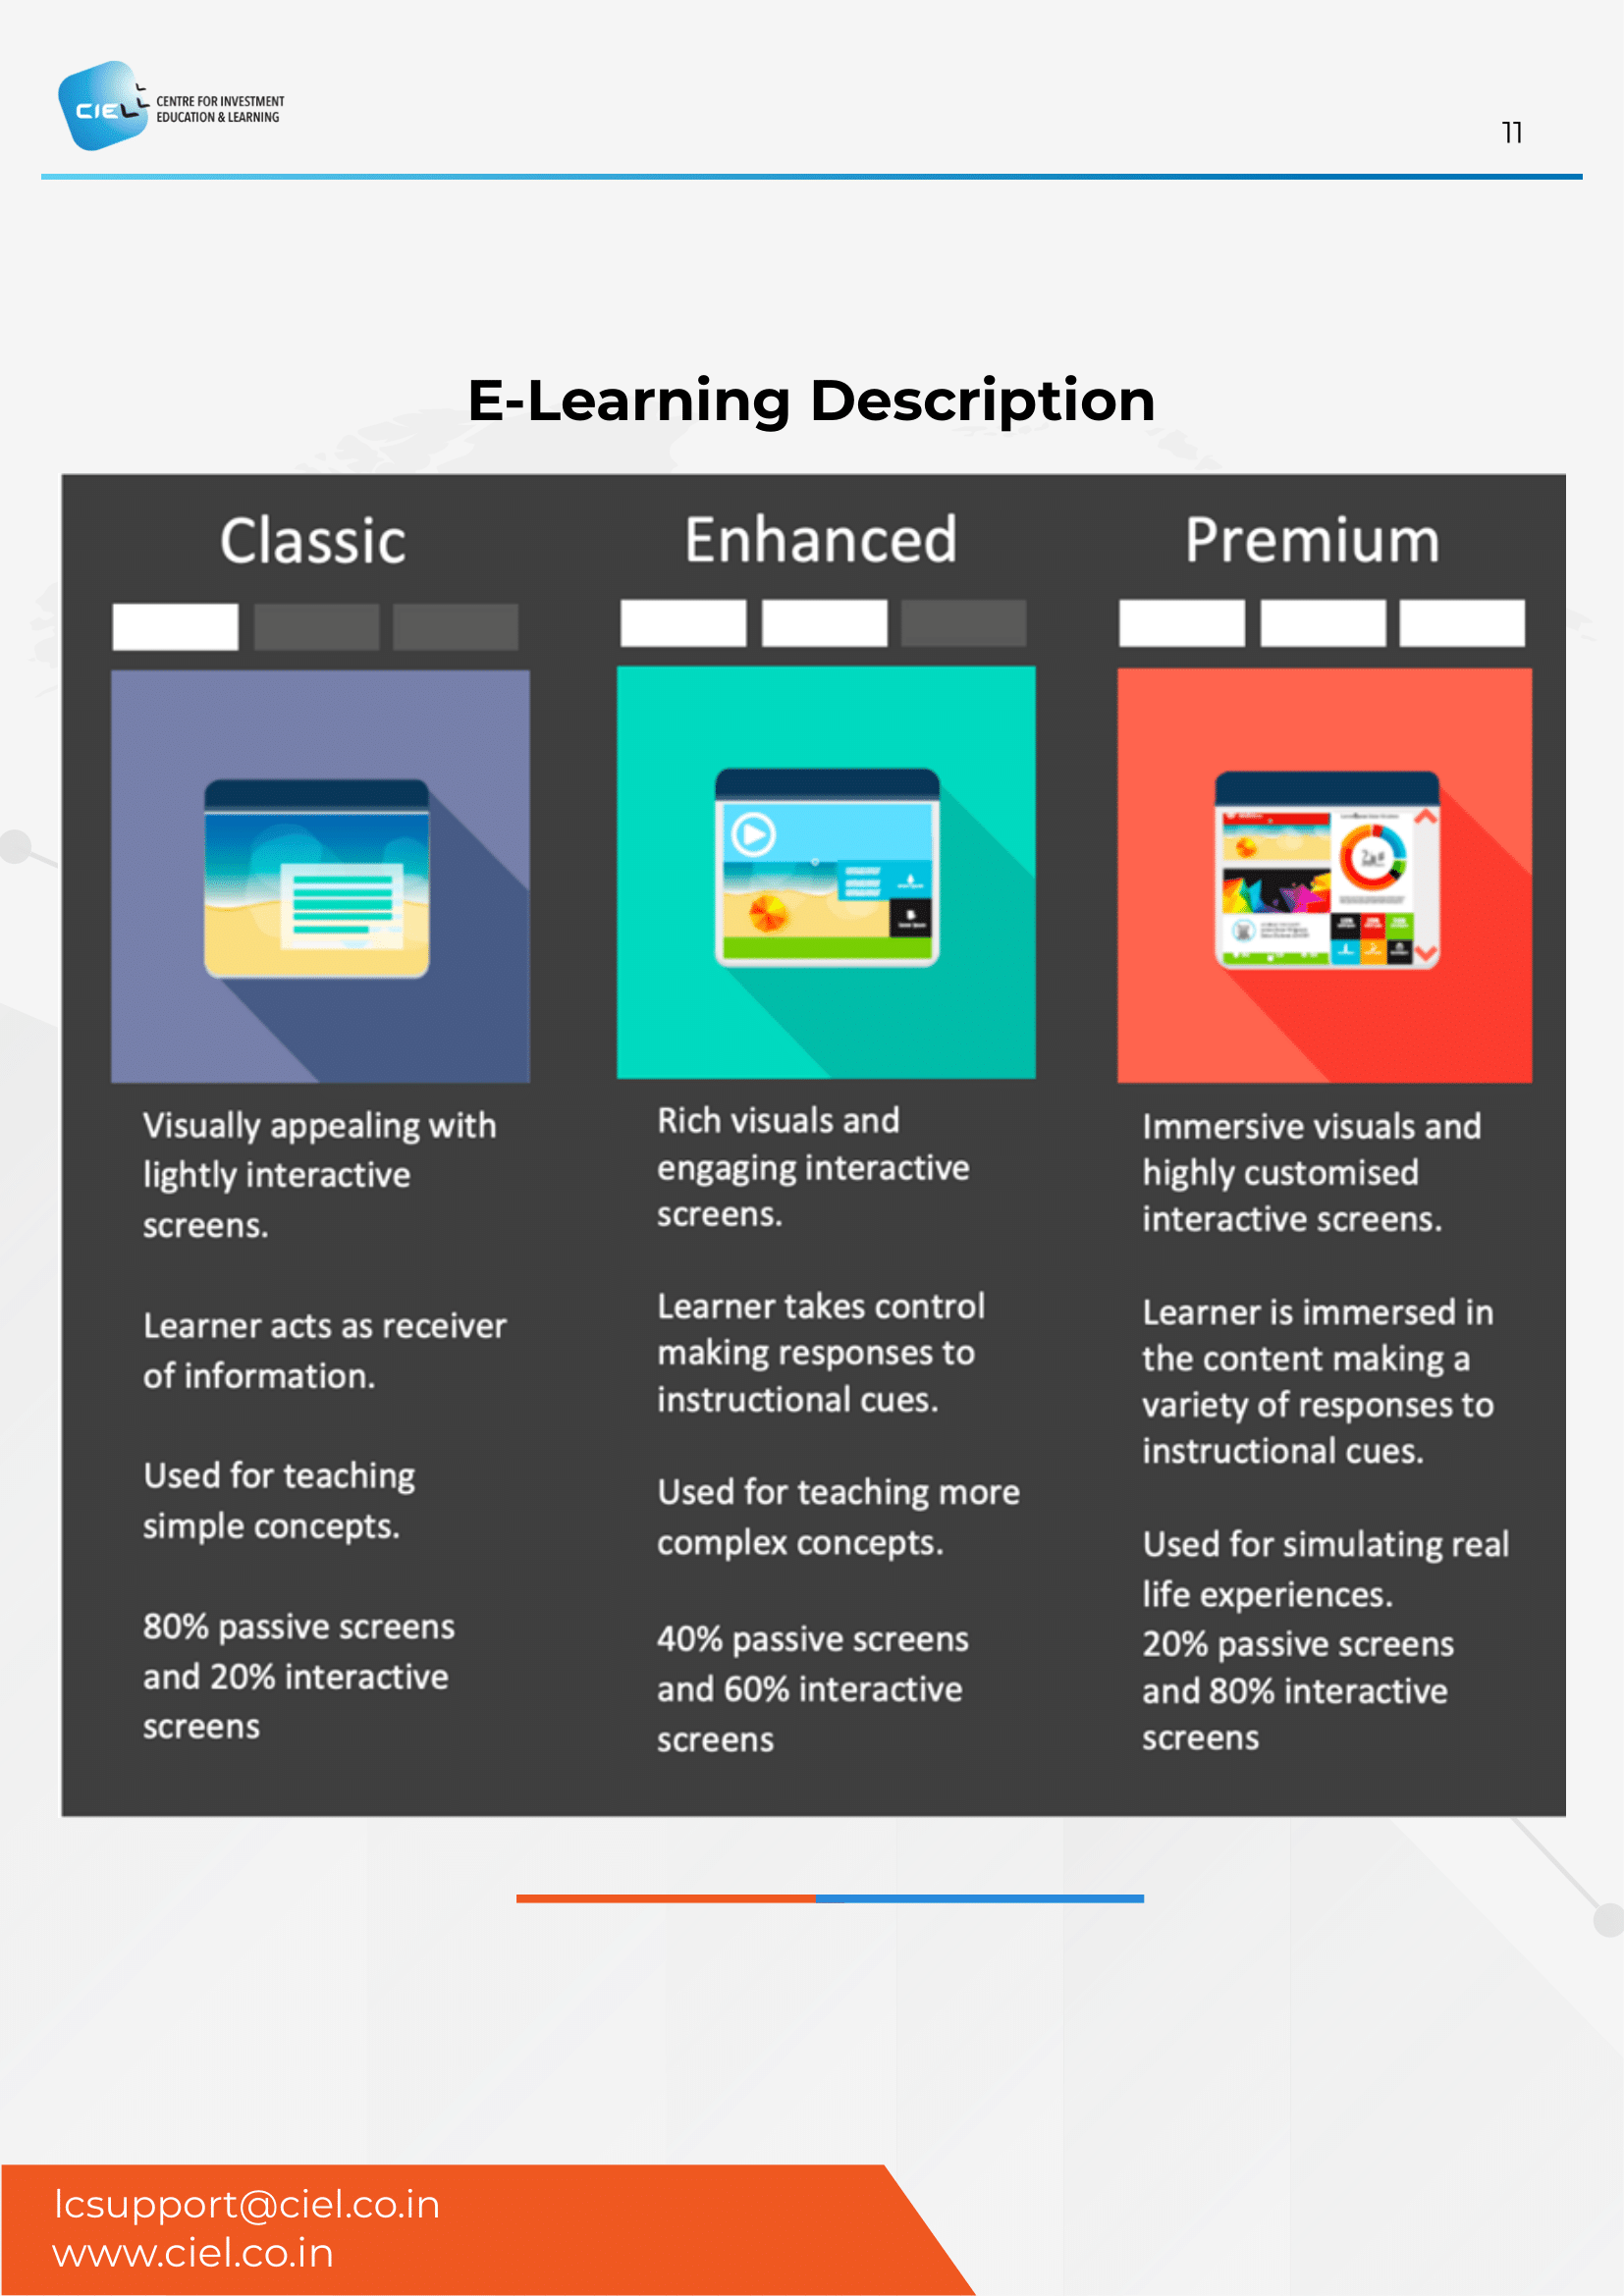 CIEL
CENTRE FOR INVESTMENT
EDUCATION & LEARNING
11
E-Learning Description
Classic
Visually appealing with
lightly interactive
screens.
Learner acts as receiver
of information.
Used for teaching
simple concepts.
80% passive screens
and 20% interactive
screens
Enhanced
Rich visuals and
engaging interactive
screens.
Learner takes control
making responses to
instructional cues.
Used for teaching more
complex concepts.
40% passive screens
and 60% interactive
screens
Premium
Immersive visuals and
highly customised
interactive screens.
Learner is immersed in
the content making a
variety of responses to
instructional cues.
Used for simulating real
life experiences.
20% passive screens
and 80% interactive
screens
lcsupport@ciel.co.in
www.ciel.co.in